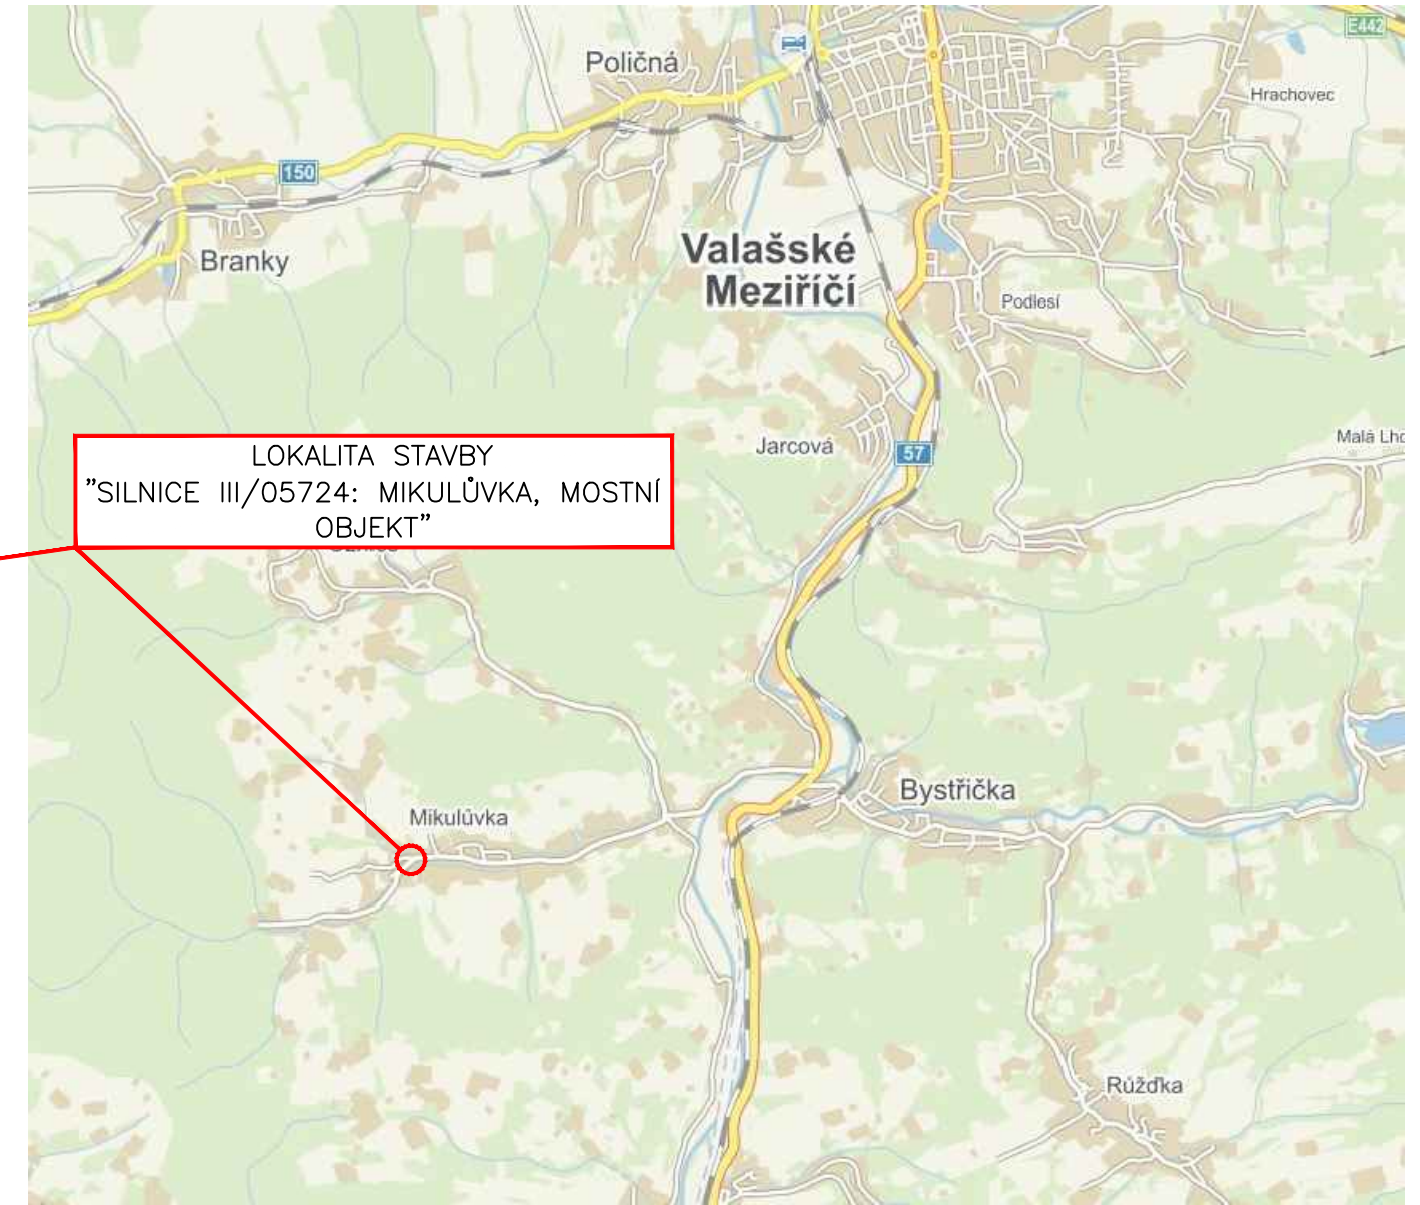 E442
Poličná
Hrachovec
150
Valašské
Meziříčí
Branky
Podlesí
Jarcová
57
Malá Lho
LOKALITA STAVBY
"SILNICE III/05724: MIKULŮVKA, MOSTNÍ
OBJEKT"
Bystřička
Mikulůvka
Růžďka